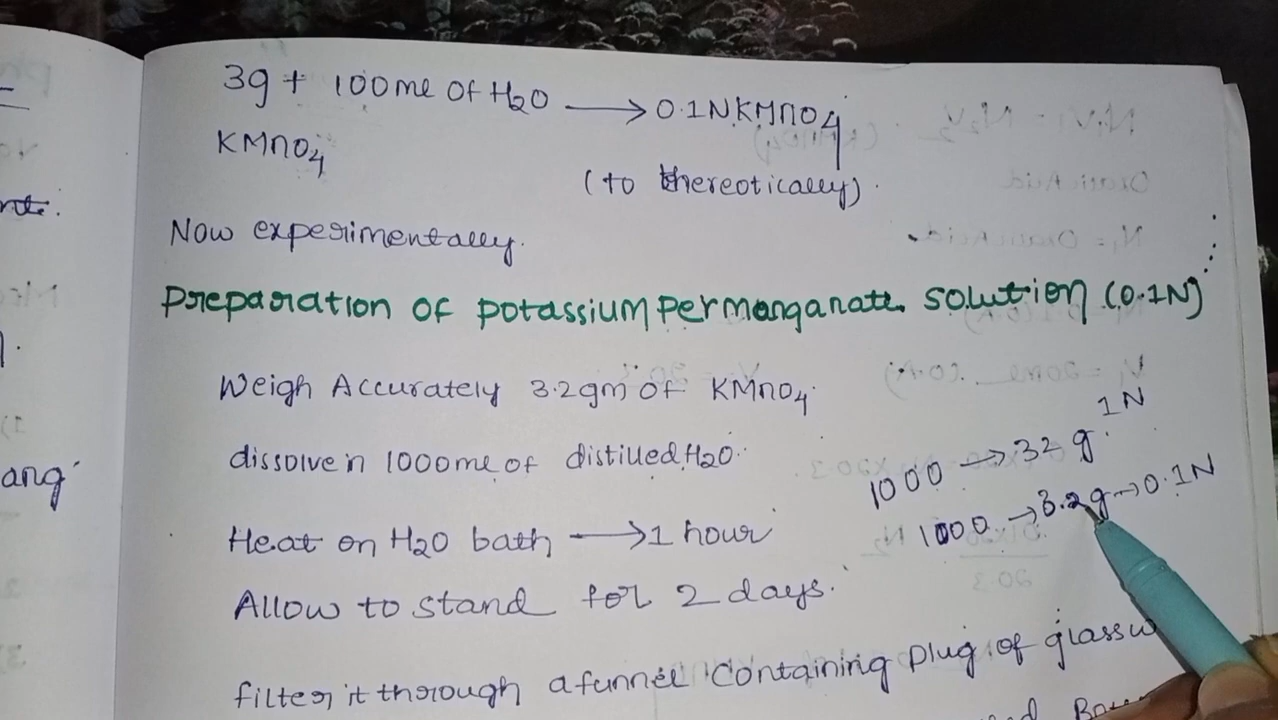 3g + 100ml of H2O → 0.1N KMnO4
KMnO4
(to thereotically).
Now experimentally.
Preparation of potassium permanganate solution (0.1N)
Weigh Accurately 3.2gm of KMnO4
dissolve in 1000ml of distilled H2O
1000 → 32 g 1N
1000 → 3.2g → 0.1N
Heat on H2O bath → 1 hour
Allow to stand for 2 days.
filter it through a funnel containing plug of glass w
ang